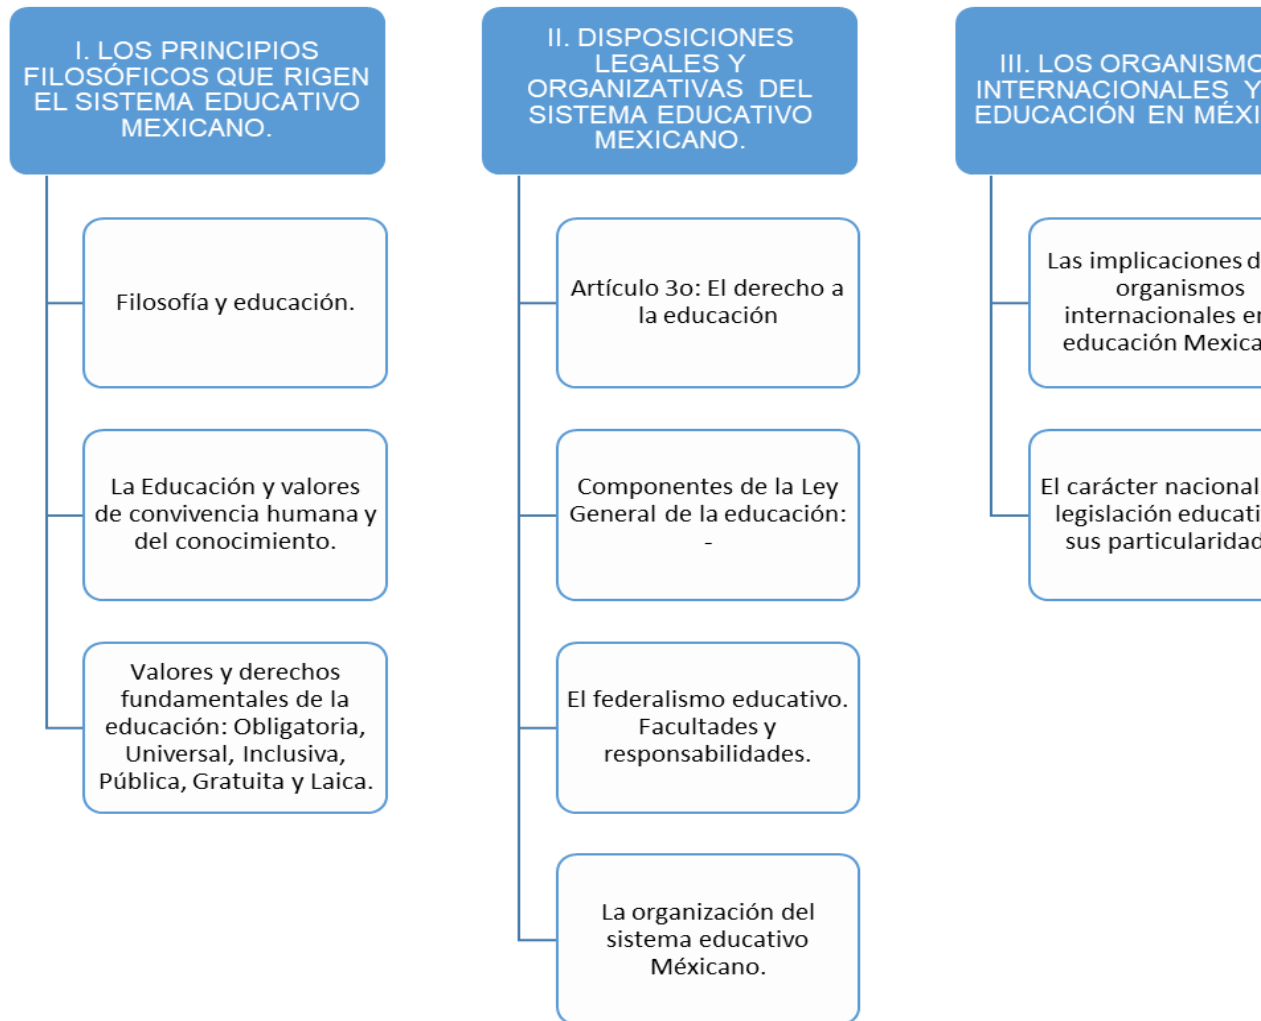 I. LOS PRINCIPIOS
FILOSÓFICOS QUE RIGEN
EL SISTEMA EDUCATIVO
MEXICANO.
Filosofía y educación.
La Educación y valores
de convivencia humana y
del conocimiento.
Valores y derechos
fundamentales de la
educación: Obligatoria,
Universal, Inclusiva,
Pública, Gratuita y Laica.
II. DISPOSICIONES
LEGALES Y
ORGANIZATIVAS DEL
SISTEMA EDUCATIVO
MEXICANO.
Artículo 3o: El derecho a
la educación
Componentes de la Ley
General de la educación:
-
El federalismo educativo.
Facultades y
responsabilidades.
La organización del
sistema educativo
Méxicano.
III. LOS ORGANISMO
INTERNACIONALES Y
EDUCACIÓN EN MÉXI
Las implicaciones d
organismos
internacionales e
educación Mexica
El carácter nacional
legislación educati
sus particularidad